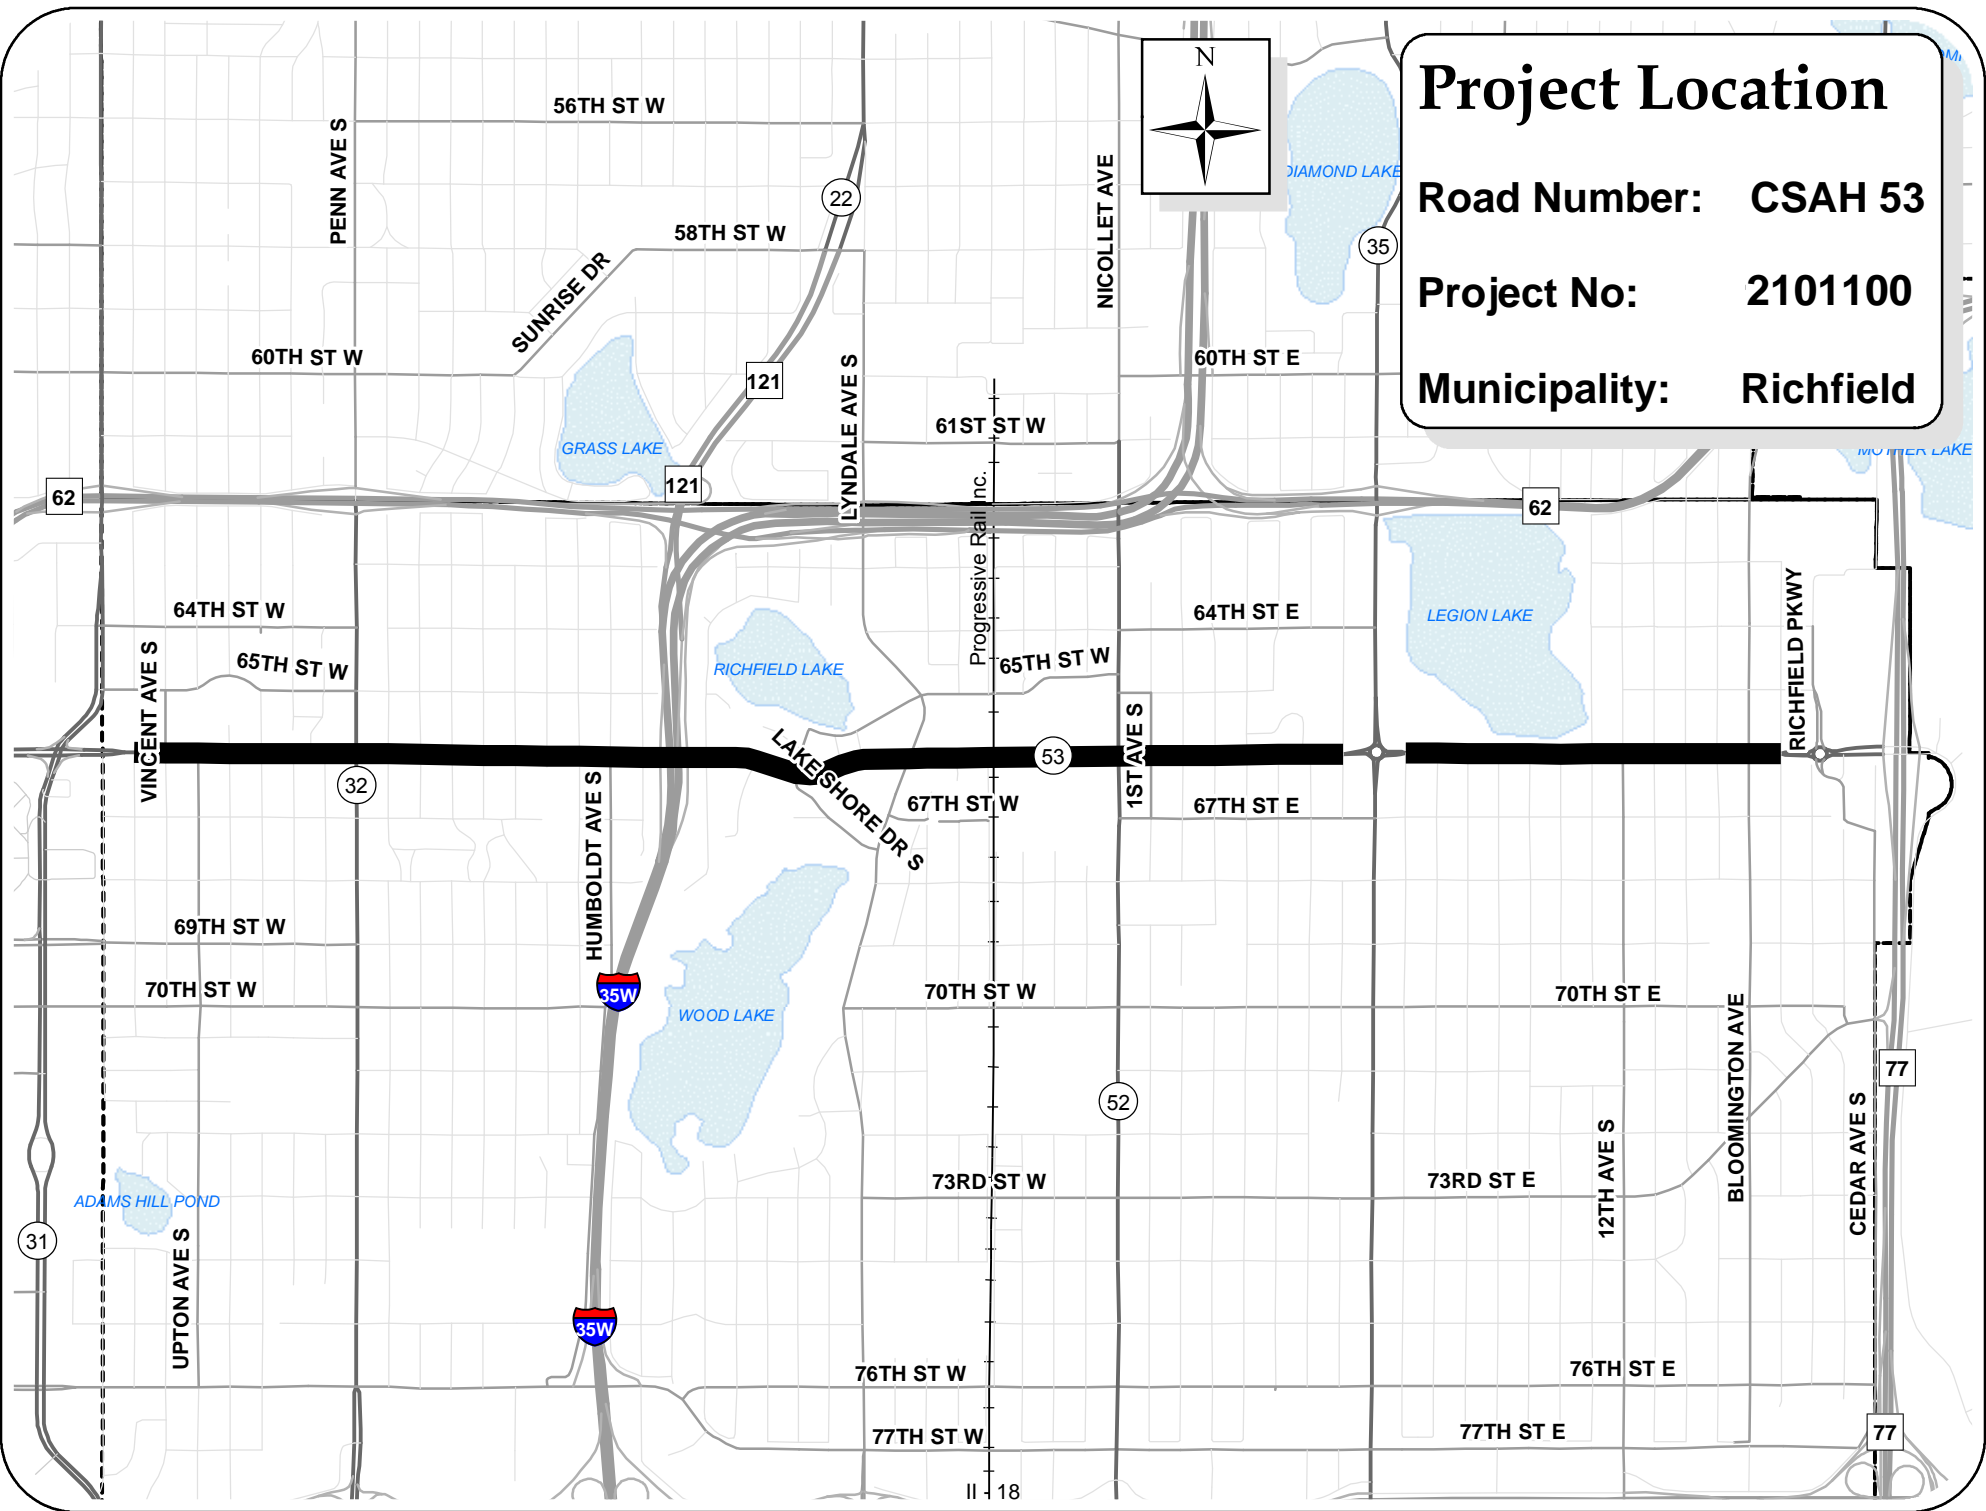 N
Project Location
Road Number: CSAH 53
Project No: 2101100
Municipality: Richfield
56TH ST W
PENN AVE S
22
NICOLLET AVE
DIAMOND LAKE
35
58TH ST W
SUNRISE DR
60TH ST W
121
LYNDALE AVE S
60TH ST E
61ST ST W
GRASS LAKE
MOTHER LAKE
62
121
62
Progressive Rail Inc.
64TH ST W
64TH ST E
LEGION LAKE
RICHFIELD PKWY
65TH ST W
VINCENT AVE S
RICHFIELD LAKE
65TH ST W
1ST AVE S
LAKE SHORE DR S
53
32
HUMBOLDT AVE S
67TH ST W
67TH ST E
69TH ST W
70TH ST W
35W
WOOD LAKE
70TH ST W
70TH ST E
BLOOMINGTON AVE
77
52
12TH AVE S
CEDAR AVE S
73RD ST W
73RD ST E
ADAMS HILL POND
31
UPTON AVE S
35W
76TH ST W
76TH ST E
77TH ST W
77TH ST E
77
II - 18